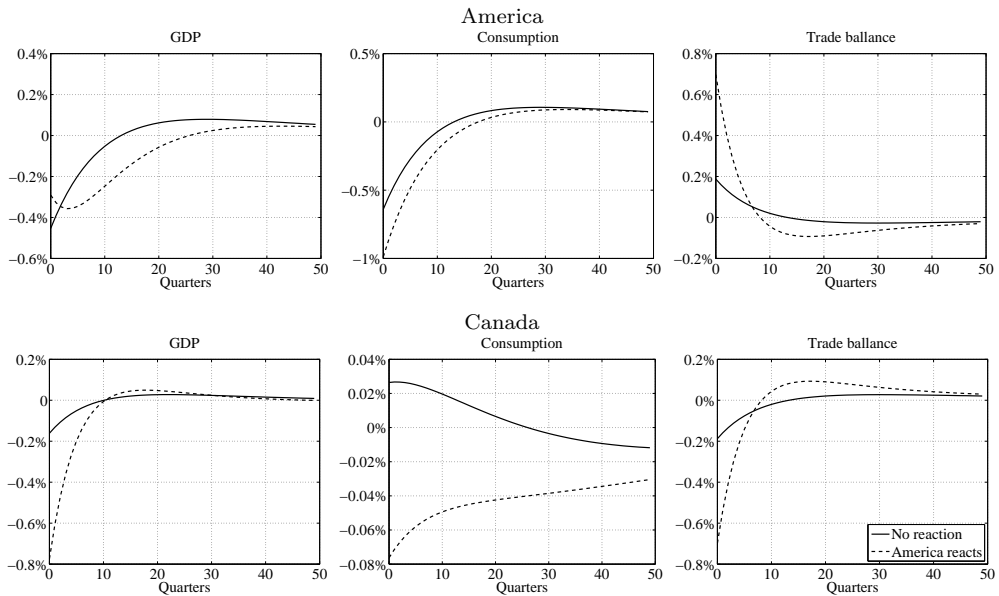 America
GDP
Consumption
Trade ballance
0.4%
0.2%
0
−0.2%
−0.4%
−0.6%
0 10 20 30 40 50
Quarters
0.5%
0
−0.5%
−1%
0 10 20 30 40 50
Quarters
0.8%
0.6%
0.4%
0.2%
0
−0.2%
0 10 20 30 40 50
Quarters
Canada
GDP
Consumption
Trade ballance
0.2%
0
−0.2%
−0.4%
−0.6%
−0.8%
0 10 20 30 40 50
Quarters
0.04%
0.02%
0%
−0.02%
−0.04%
−0.06%
−0.08%
0 10 20 30 40 50
Quarters
0.2%
0
−0.2%
−0.4%
−0.6%
−0.8%
0 10 20 30 40 50
Quarters
No reaction
America reacts